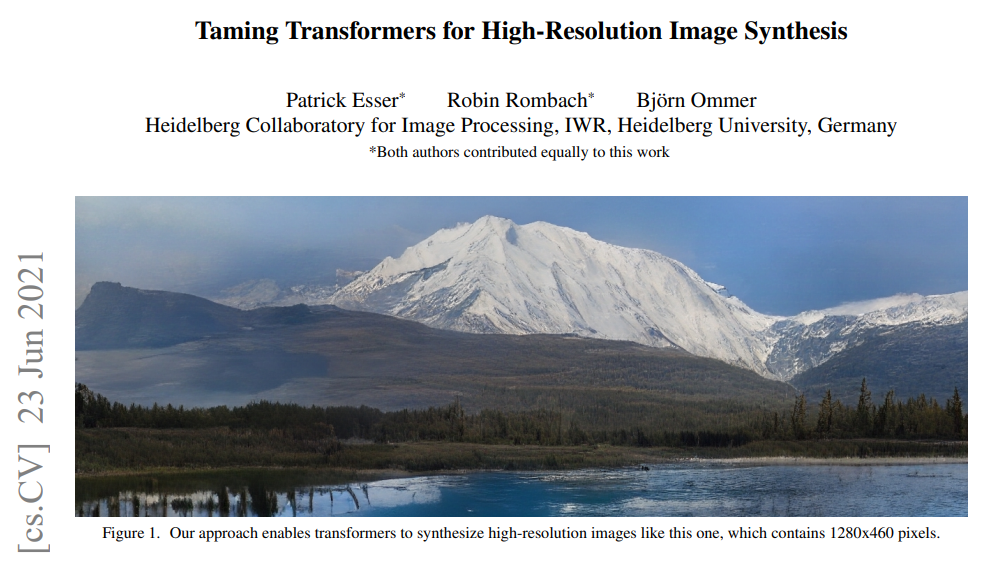 Taming Transformers for High-Resolution Image Synthesis
Patrick Esser* Robin Rombach* Björn Ommer
Heidelberg Collaboratory for Image Processing, IWR, Heidelberg University, Germany
*Both authors contributed equally to this work
[cs.CV] 23 Jun 2021
Figure 1. Our approach enables transformers to synthesize high-resolution images like this one, which contains 1280x460 pixels.